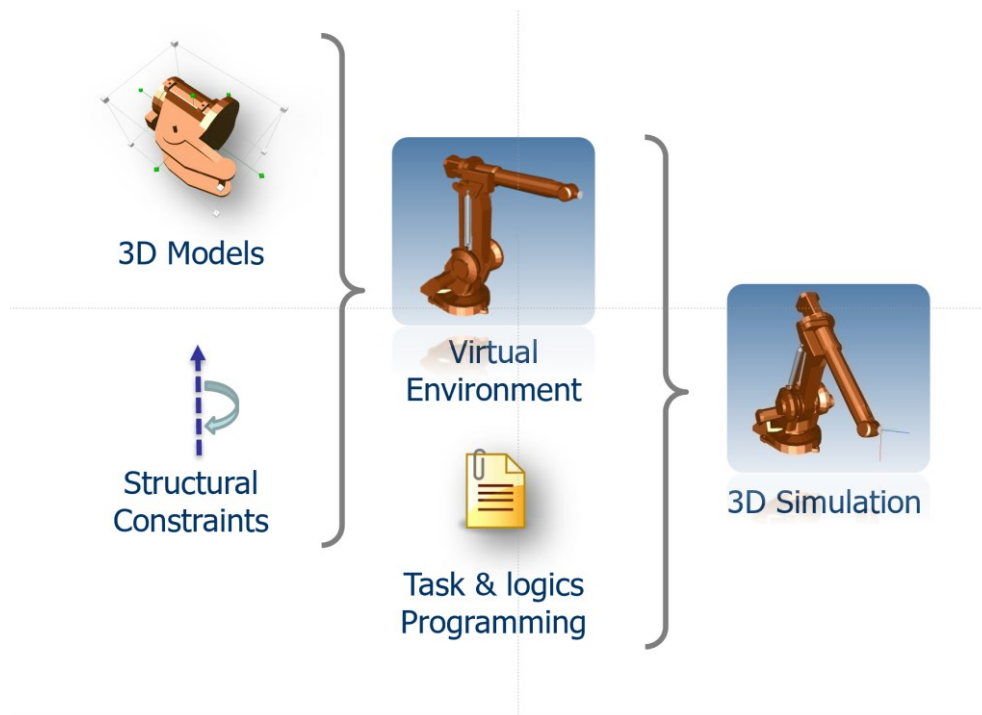 3D Models
Structural
Constraints
Virtual
Environment
Task & logics
Programming
3D Simulation